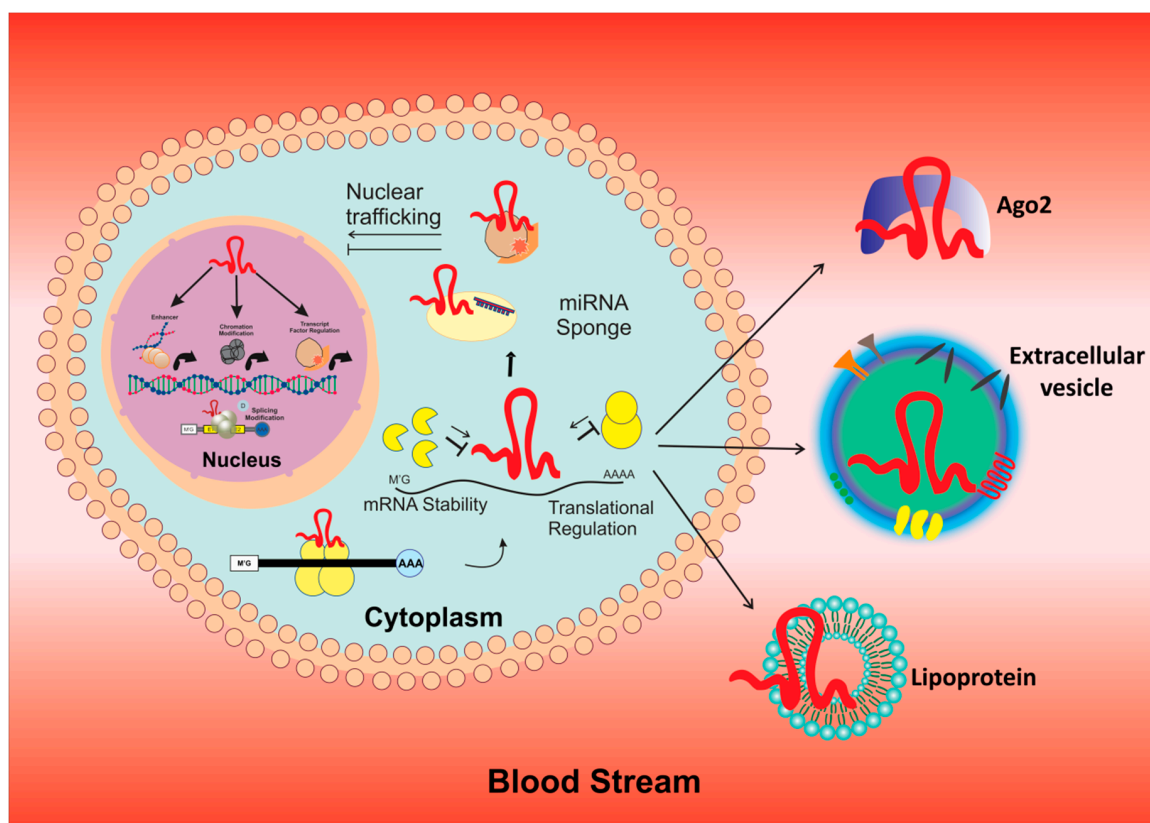 Nuclear
trafficking
Ago2
Enhancer
Chromation
Modification
Transcript
Factor Regulation
miRNA
Sponge
Extracellular
vesicle
D
Splicing
Modification
M'G
Nucleus
M'G
AAAA
mRNA Stability
Translational
Regulation
M'G
AAA
Cytoplasm
Lipoprotein
Blood Stream